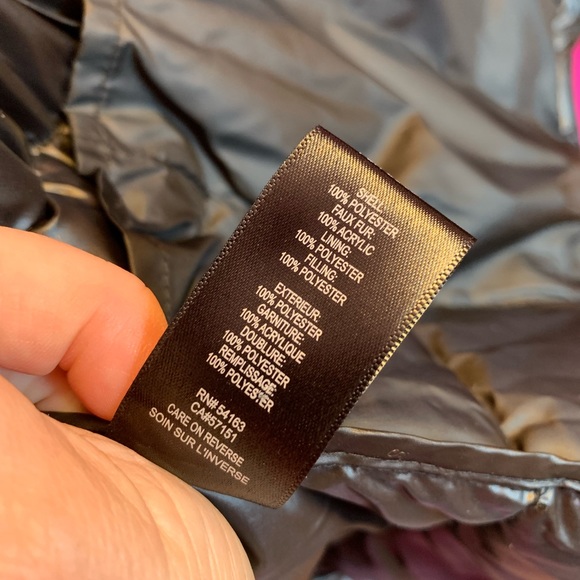 SHELL
100% POLYESTER
FAUX FUR:
100% ACRYLIC
LINING:
100% POLYESTER
FILLING:
100% POLYESTER
EXTERIEUR:
100% POLYESTER
GARNITURE:
100% ACRYLIQUE
DOUBLURE:
100% POLYESTER
REMPLISSAGE
100% POLYESTER
RN# 54163
CA#57151
CARE ON REVERSE
SOIN SUR L'INVERSE